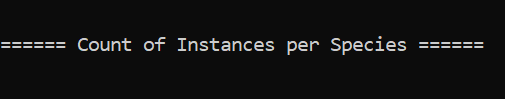 ====== Count of Instances per Species ======